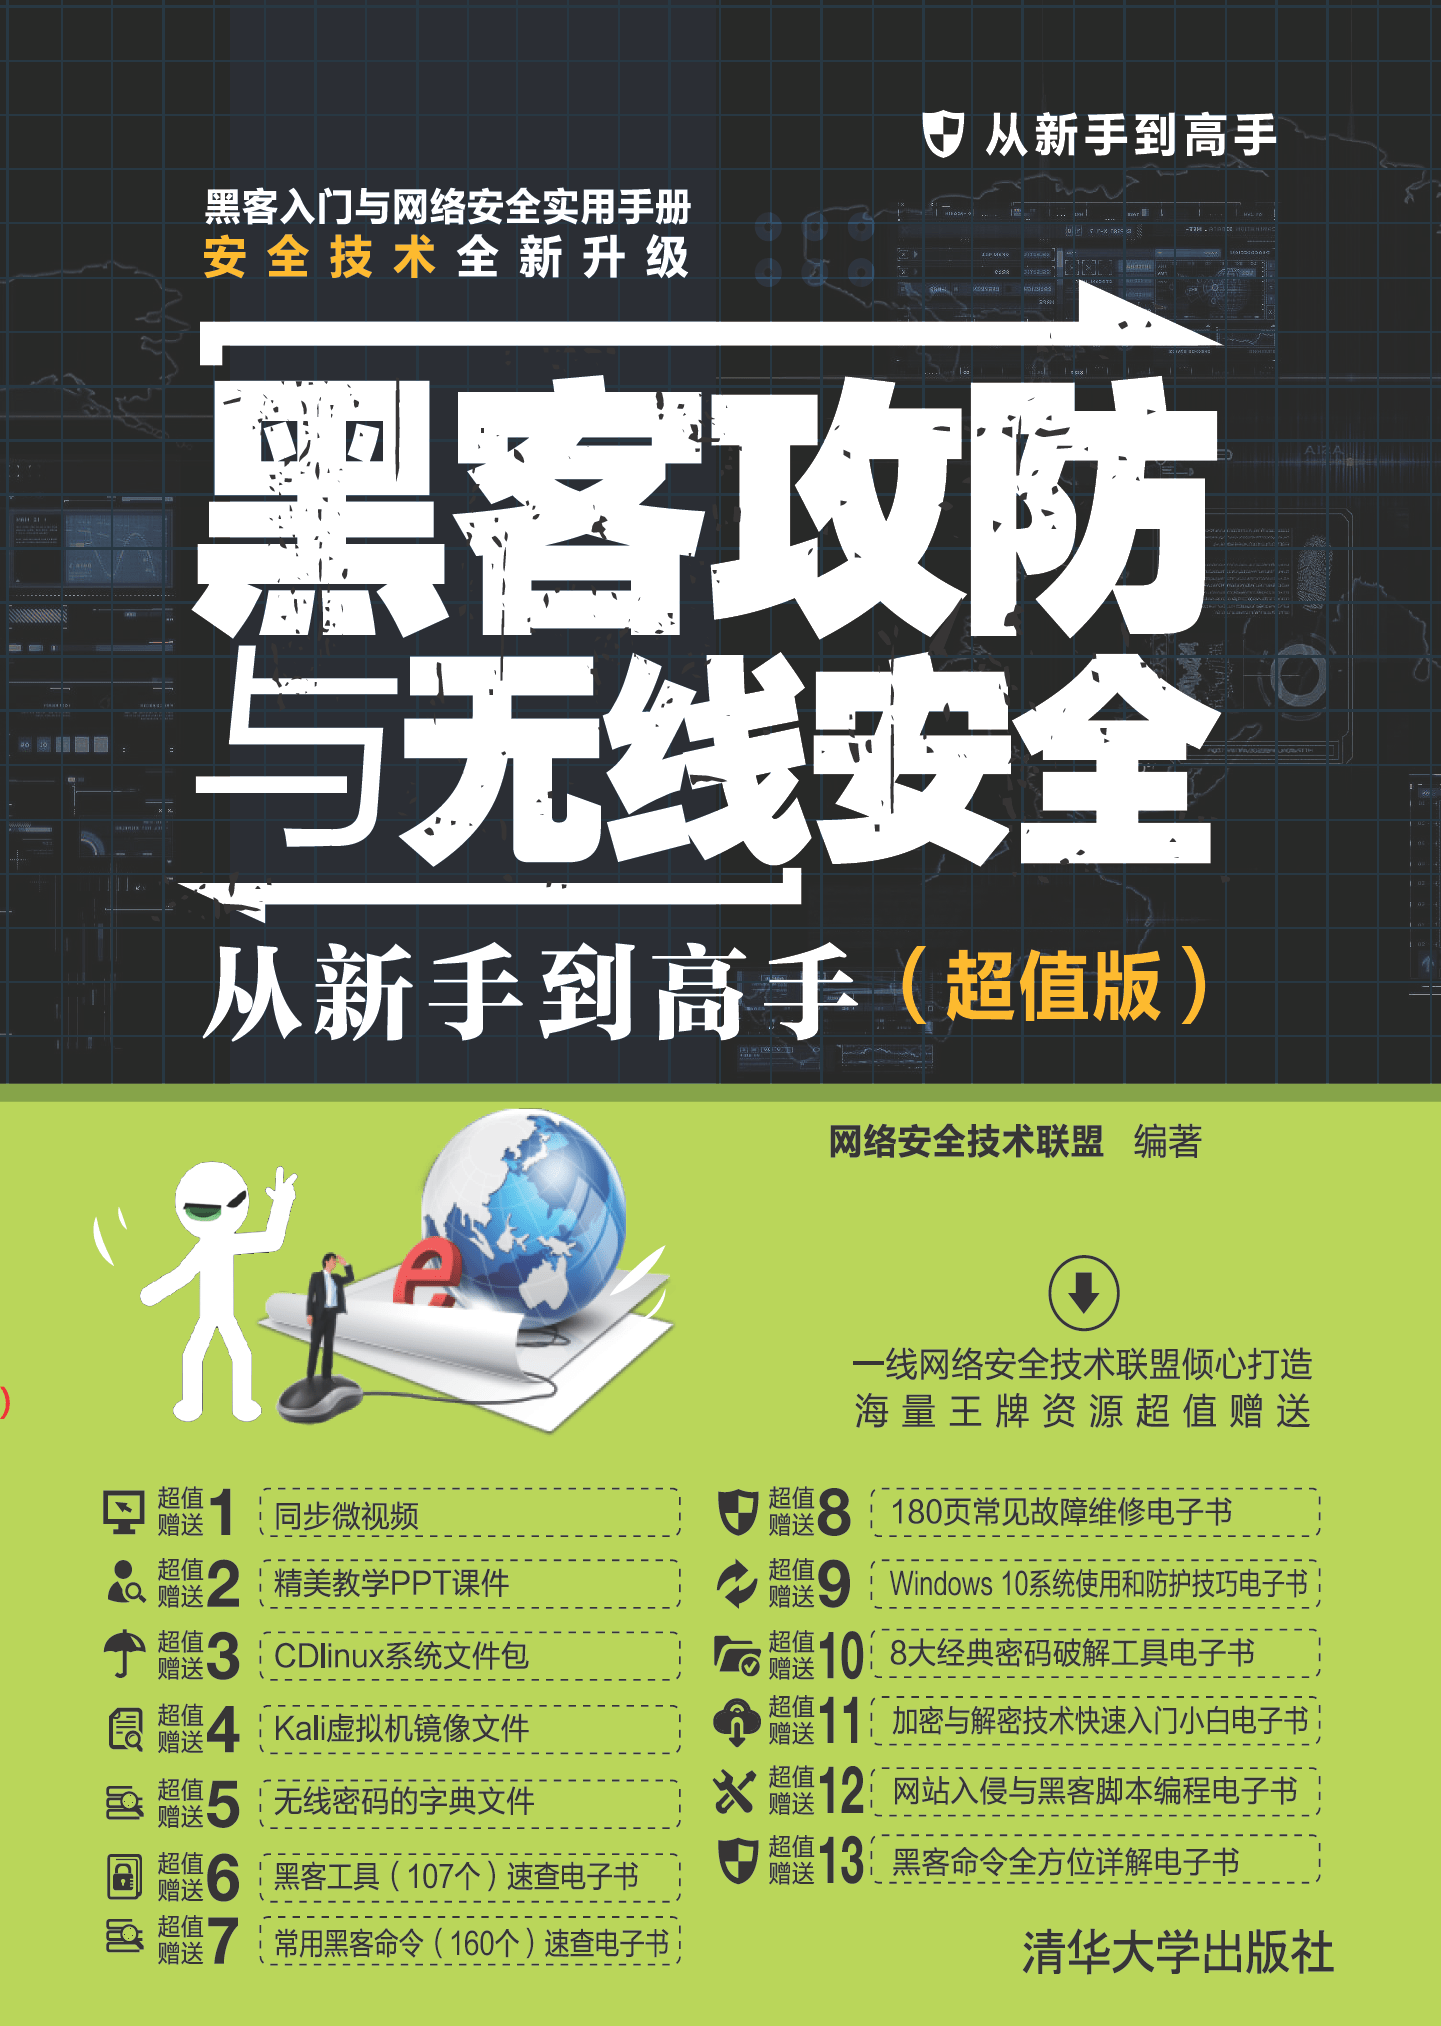 从新手到高手
黑客入门与网络安全实用手册
安全技术全新升级
黑客攻防
与无线安全
从新手到高手（超值版）
网络安全技术联盟 编著
一线网络安全技术联盟倾心打造
海量王牌资源超值赠送
）
超值赠送1 同步微视频
超值赠送2 精美教学PPT课件
超值赠送3 CDlinux系统文件包
超值赠送4 Kali虚拟机镜像文件
超值赠送5 无线密码的字典文件
超值赠送6 黑客工具（107个）速查电子书
超值赠送7 常用黑客命令（160个）速查电子书
超值赠送8 180页常见故障维修电子书
超值赠送9 Windows 10系统使用和防护技巧电子书
超值赠送10 8大经典密码破解工具电子书
超值赠送11 加密与解密技术快速入门小白电子书
超值赠送12 网站入侵与黑客脚本编程电子书
超值赠送13 黑客命令全方位详解电子书
清华大学出版社